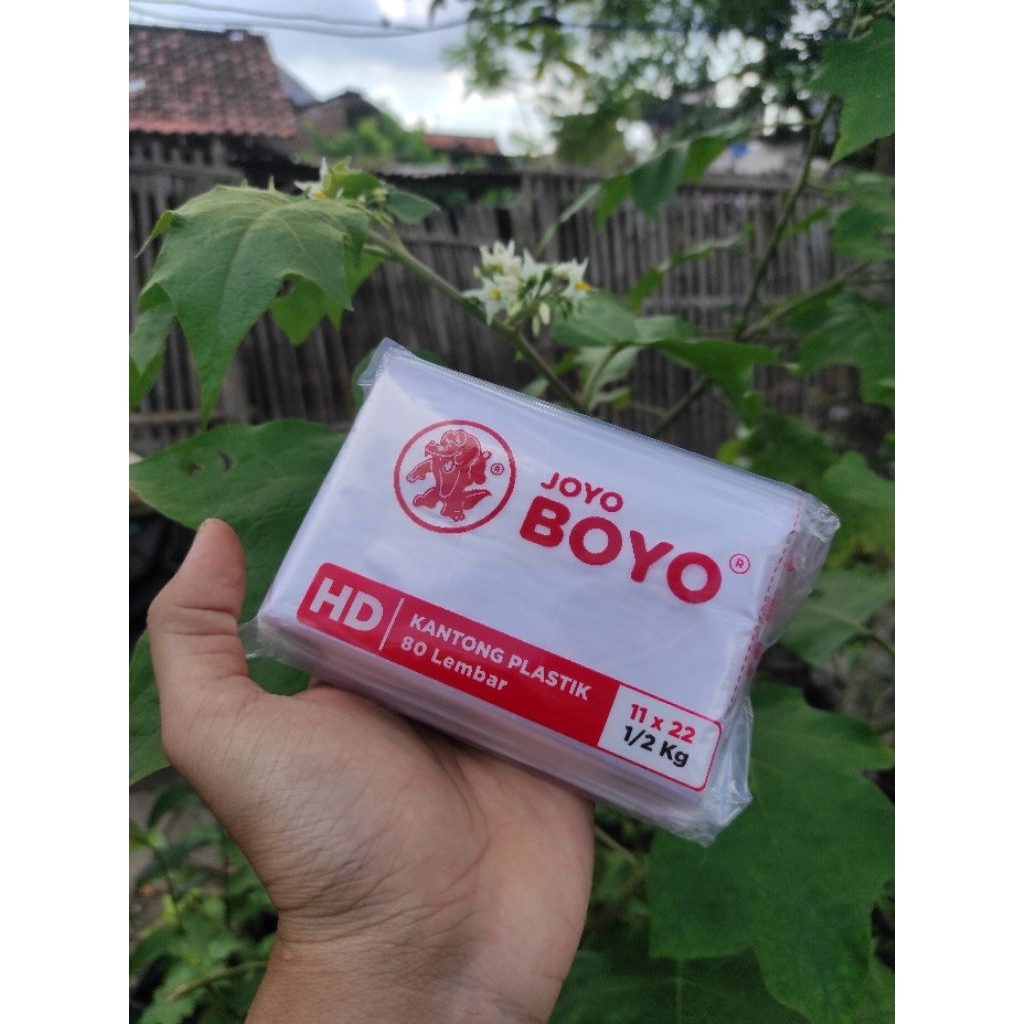 JOYO
BOYO ®
®
HD
KANTONG PLASTIK
80 Lembar
11 x 22
1/2 Kg